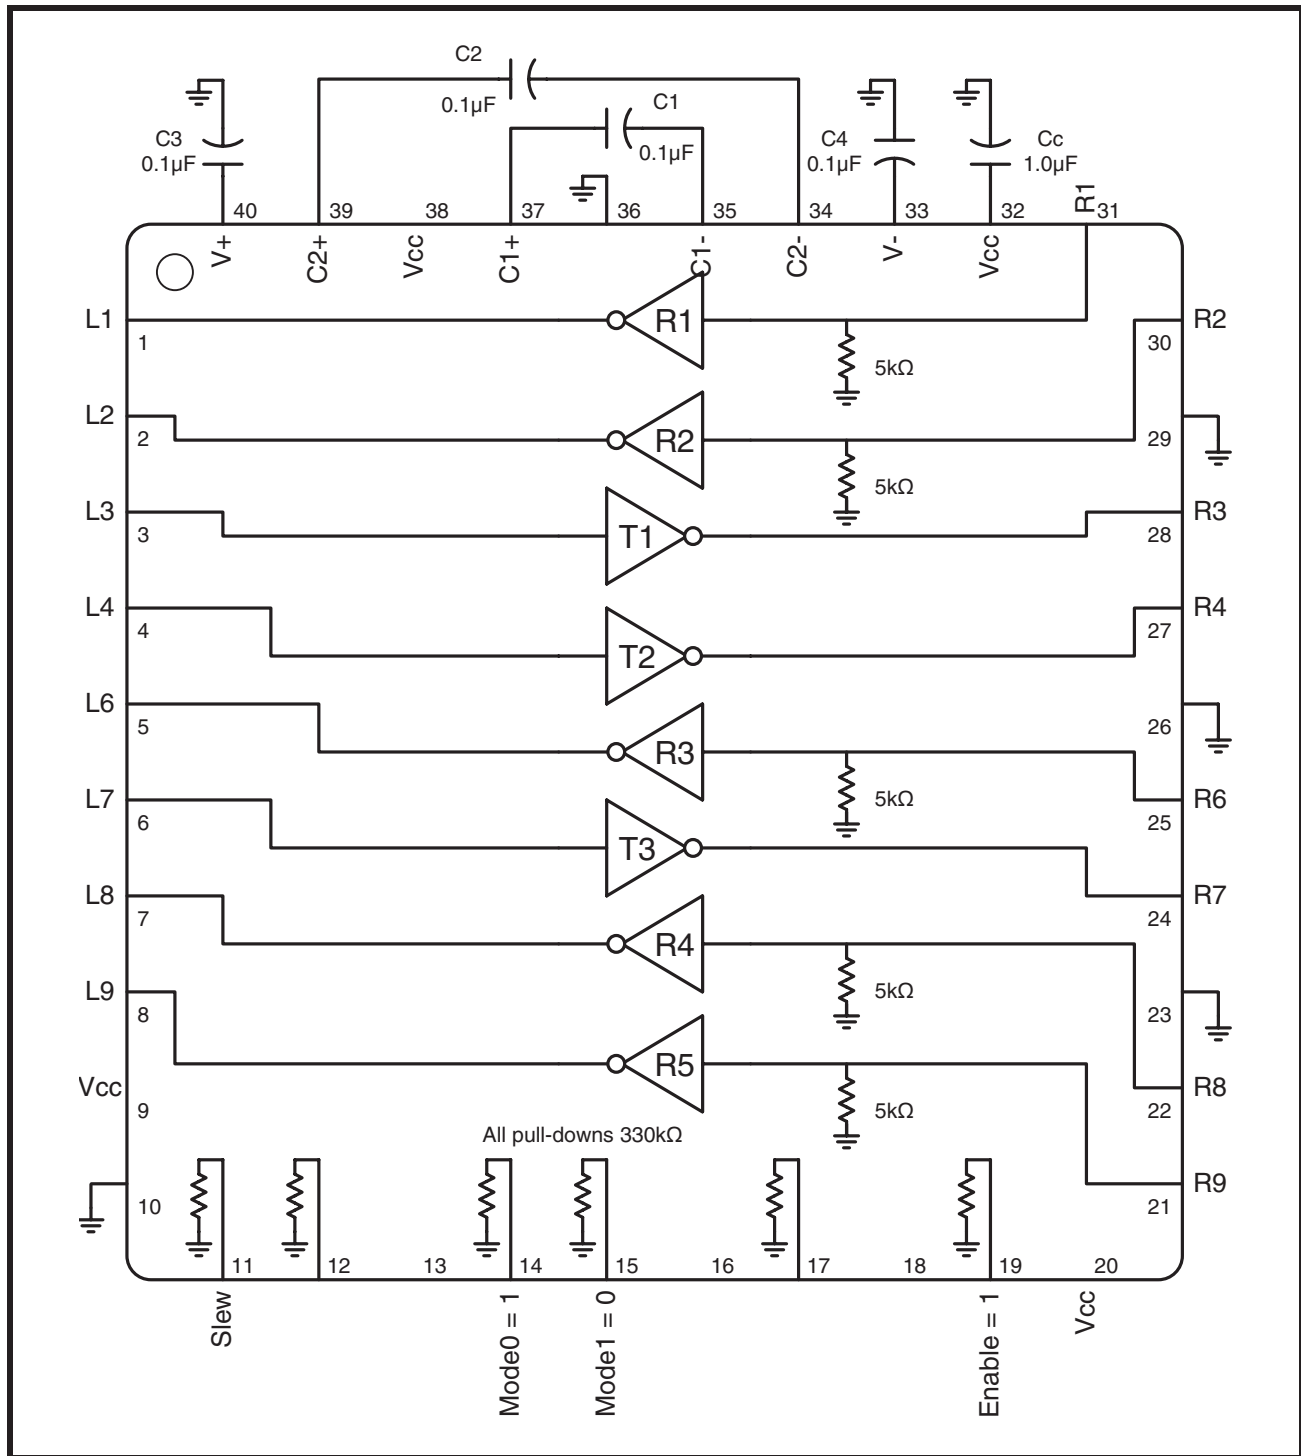 C2
0.1µF
C1
0.1µF
C3
0.1µF
C4
0.1µF
Cc
1.0µF
R1
40
39
38
37
36
35
34
33
32
31
V+
C2+
Vcc
C1+
C1-
C2-
V-
Vcc
L1
1
R1
5kΩ
30
R2
L2
2
R2
5kΩ
29
L3
3
T1
28
R3
L4
4
T2
27
R4
L6
5
R3
5kΩ
26
R6
25
L7
6
T3
R7
24
L8
7
R4
5kΩ
23
L9
8
R5
5kΩ
R8
22
Vcc
9
All pull-downs 330kΩ
10
R9
21
11
12
13
14
15
16
17
18
19
20
Slew
Mode0 = 1
Mode1 = 0
Enable = 1
Vcc